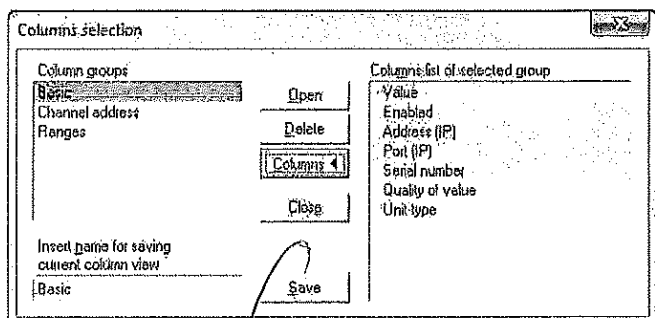 Columns selection
Column groups
Basic
Channel address
Ranges
Open
Delete
Columns
Close
Insert name for saving
current column view
Basic
Save
Columns list of selected group
Value
Enabled
Address (IP)
Port (IP)
Serial number
Quality of value
Unit type